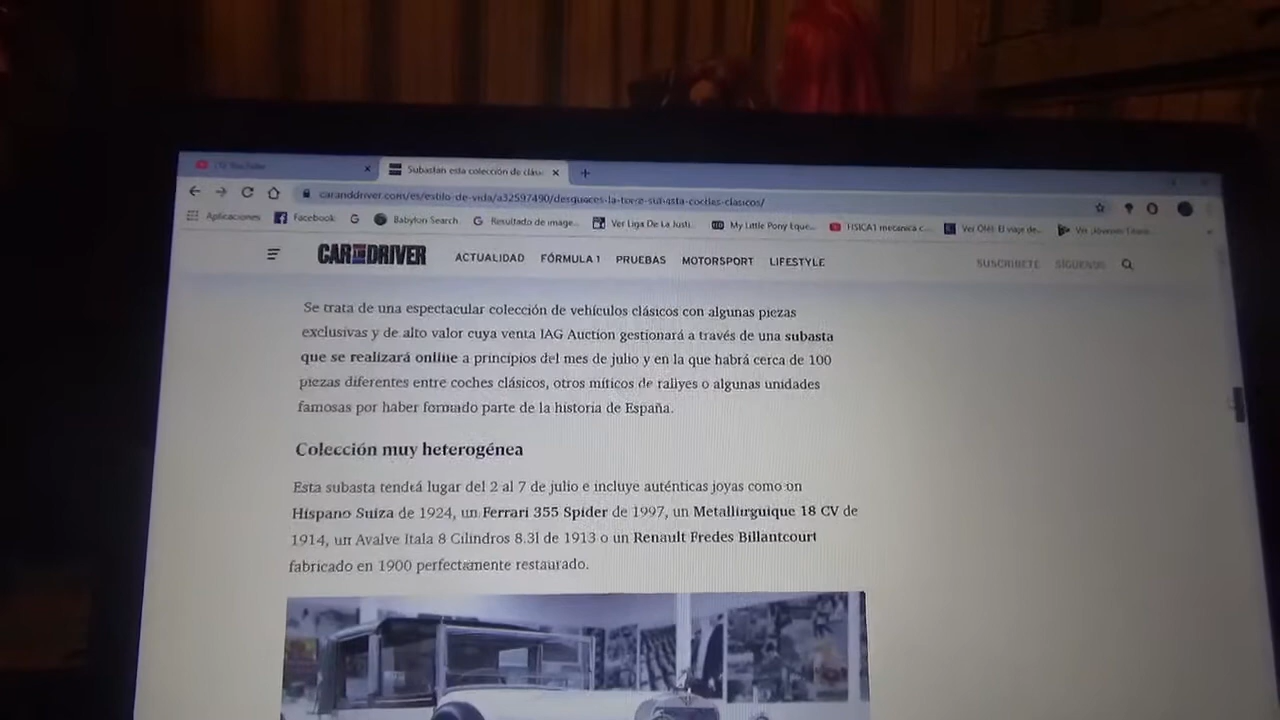 YouTube
Subastan esta colección de clás
caranddriver.com/es/estilo-de-vida/a32597490/desguaces-la-torre-subasta-coches-clasicos/
Aplicaciones Facebook Babylon Search Resultado de image... Ver Liga De La Justi... My Little Pony Eque... FISICA1 mecanica c... Ver El viaje de... Ver
CAR AND DRIVER ACTUALIDAD FÓRMULA 1 PRUEBAS MOTORSPORT LIFESTYLE SUSCRÍBETE SÍGUENOS
Se trata de una espectacular colección de vehículos clásicos con algunas piezas
exclusivas y de alto valor cuya venta IAG Auction gestionará a través de una subasta
que se realizará online a principios del mes de julio y en la que habrá cerca de 100
piezas diferentes entre coches clásicos, otros míticos de rallyes o algunas unidades
famosas por haber formado parte de la historia de España.
Colección muy heterogénea
Esta subasta tendrá lugar del 2 al 7 de julio e incluye auténticas joyas como un
Hispano Suiza de 1924, un Ferrari 355 Spider de 1997, un Metallurguique 18 CV de
1914, un Avalve Itala 8 Cilindros 8.3l de 1913 o un Renault Fredes Billantcourt
fabricado en 1900 perfectamente restaurado.